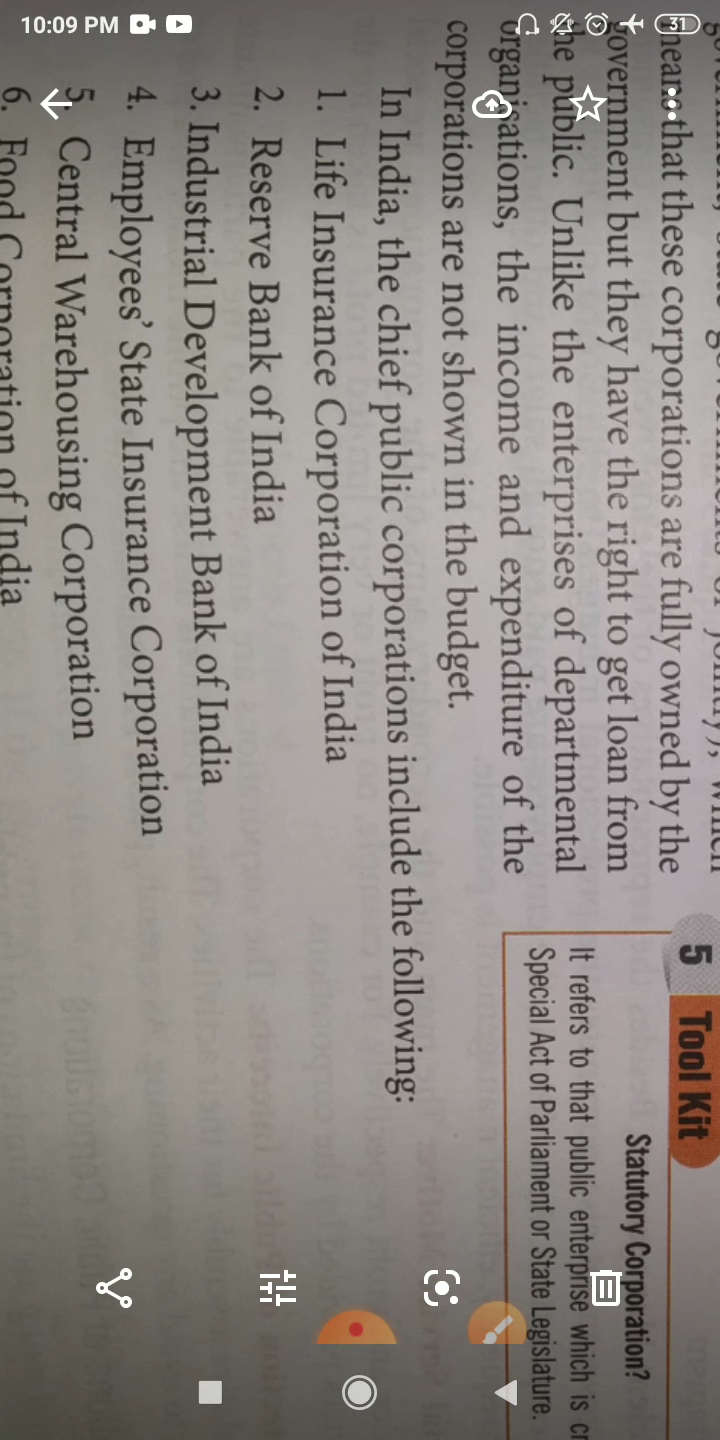 10:09 PM
31
means that these corporations are fully owned by the
government but they have the right to get loan from
the public. Unlike the enterprises of departmental
organisations, the income and expenditure of the
corporations are not shown in the budget.
In India, the chief public corporations include the following:
1. Life Insurance Corporation of India
2. Reserve Bank of India
3. Industrial Development Bank of India
4. Employees' State Insurance Corporation
5. Central Warehousing Corporation
6. Food Corporation of India
5 Tool Kit
Statutory Corporation?
It refers to that public enterprise which is
Special Act of Parliament or State Legislature.